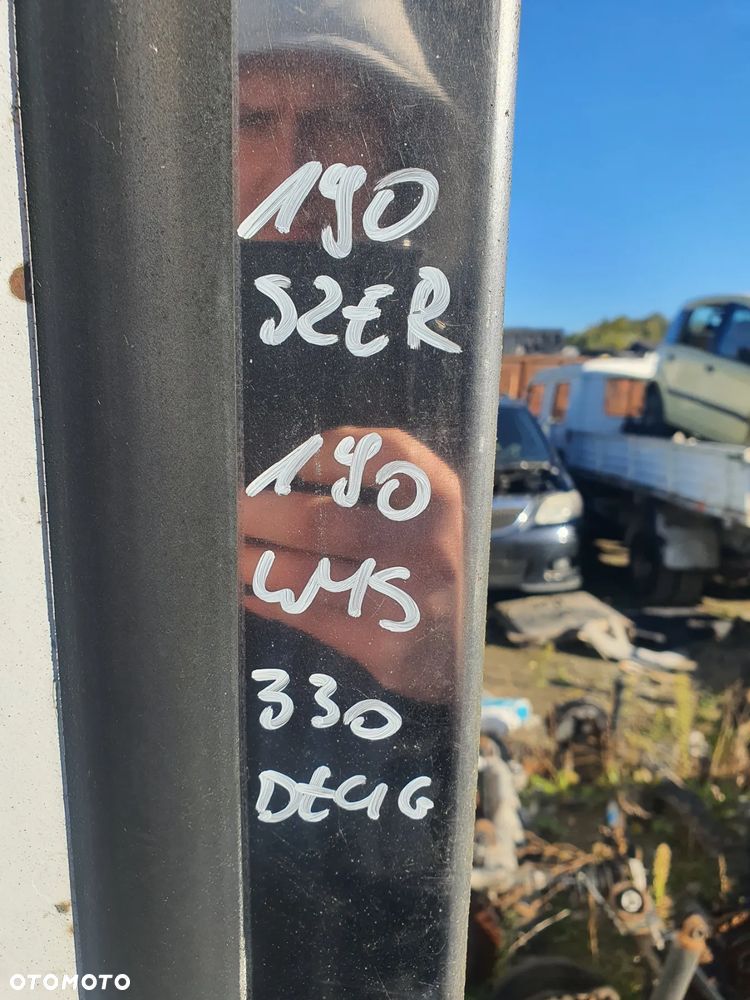 190
SZER
190
WYS
330
DŁUG
OTOMOTO